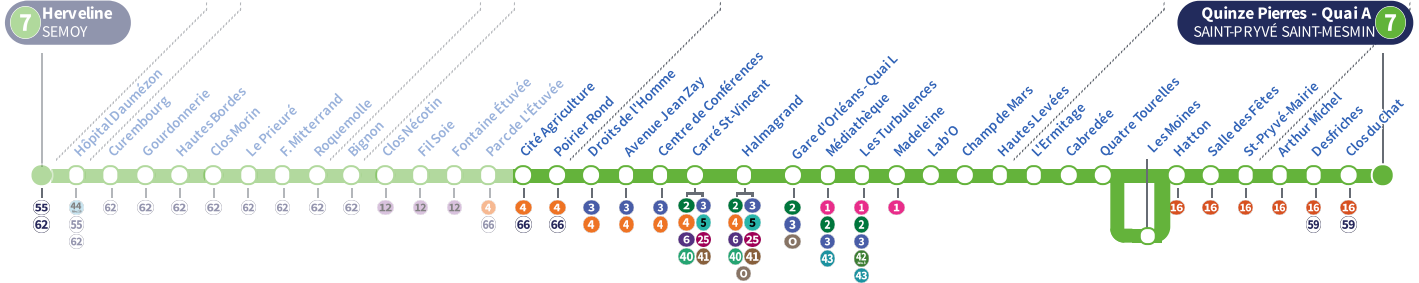 7 Herveline
SEMOY
Quinze Pierres - Quai A
SAINT-PRYVÉ SAINT-MESMIN 7
Hôpital Daumézon
Curembourg
Gourdonnerie
Hautes Bordes
Clos Morin
Le Prieuré
F. Mitterrand
Roquemolle
Bignon
Clos Nécotin
Fil Soie
Fontaine Étuvée
Parc de L'Étuvée
Cité Agriculture
Poirier Rond
Droits de l'Homme
Avenue Jean Zay
Centre de Conférences
Carré St-Vincent
Halmagrand
Gare d'Orléans - Quai L
Médiathèque
Les Turbulences
Madeleine
Lab'O
Champ de Mars
Hautes Levées
L'Ermitage
Cabredée
Quatre Tourelles
Les Moines
Hatton
Salle des Fêtes
St-Pryvé-Mairie
Arthur Michel
Desfriches
Clos du Chat
55 44 62 62 62 62 62 62 62 62 12 12 12 4 4 4 3 3 3 2 3 2 3 2 1 1 1 16 16 16 16 16 16
62 55 66 66 66 4 4 4 4 5 4 5 3 2 2 59 59
62 6 25 6 25 O 3 3
40 41 40 41 43 42
O 43